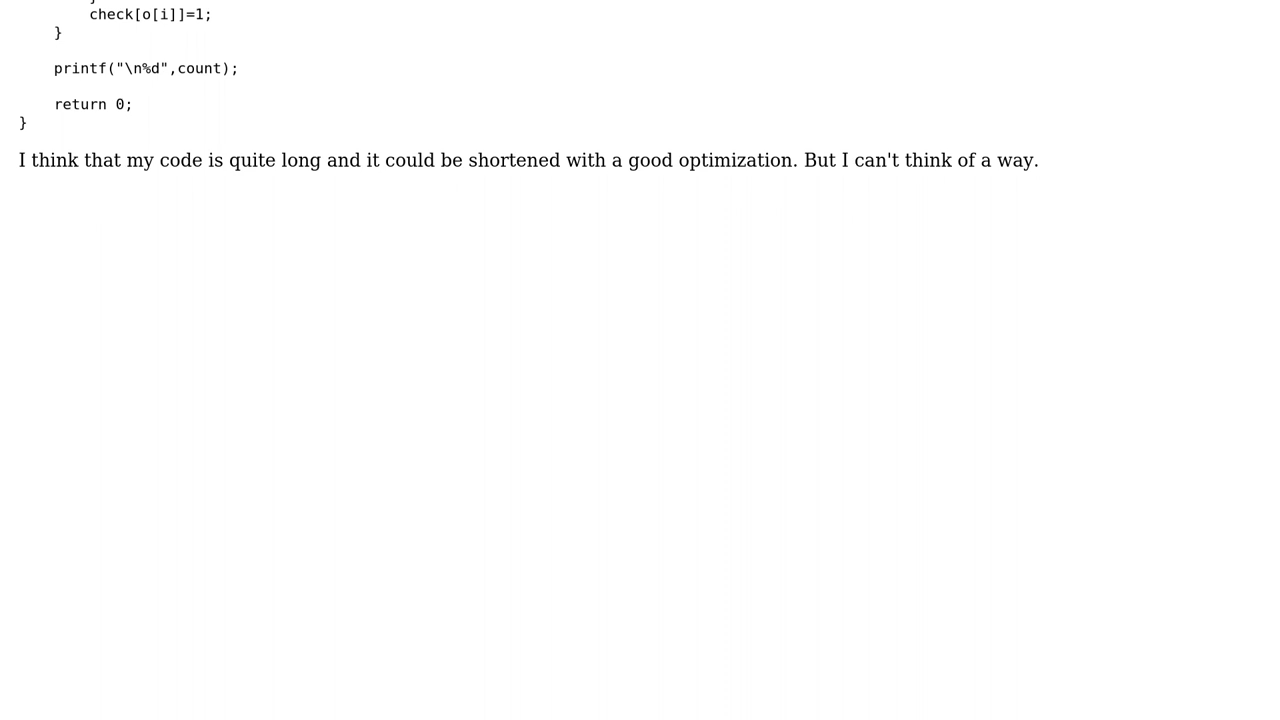 }
check[o[i]]=1;
}
printf("\n%d",count);
return 0;
}
I think that my code is quite long and it could be shortened with a good optimization. But I can't think of a way.